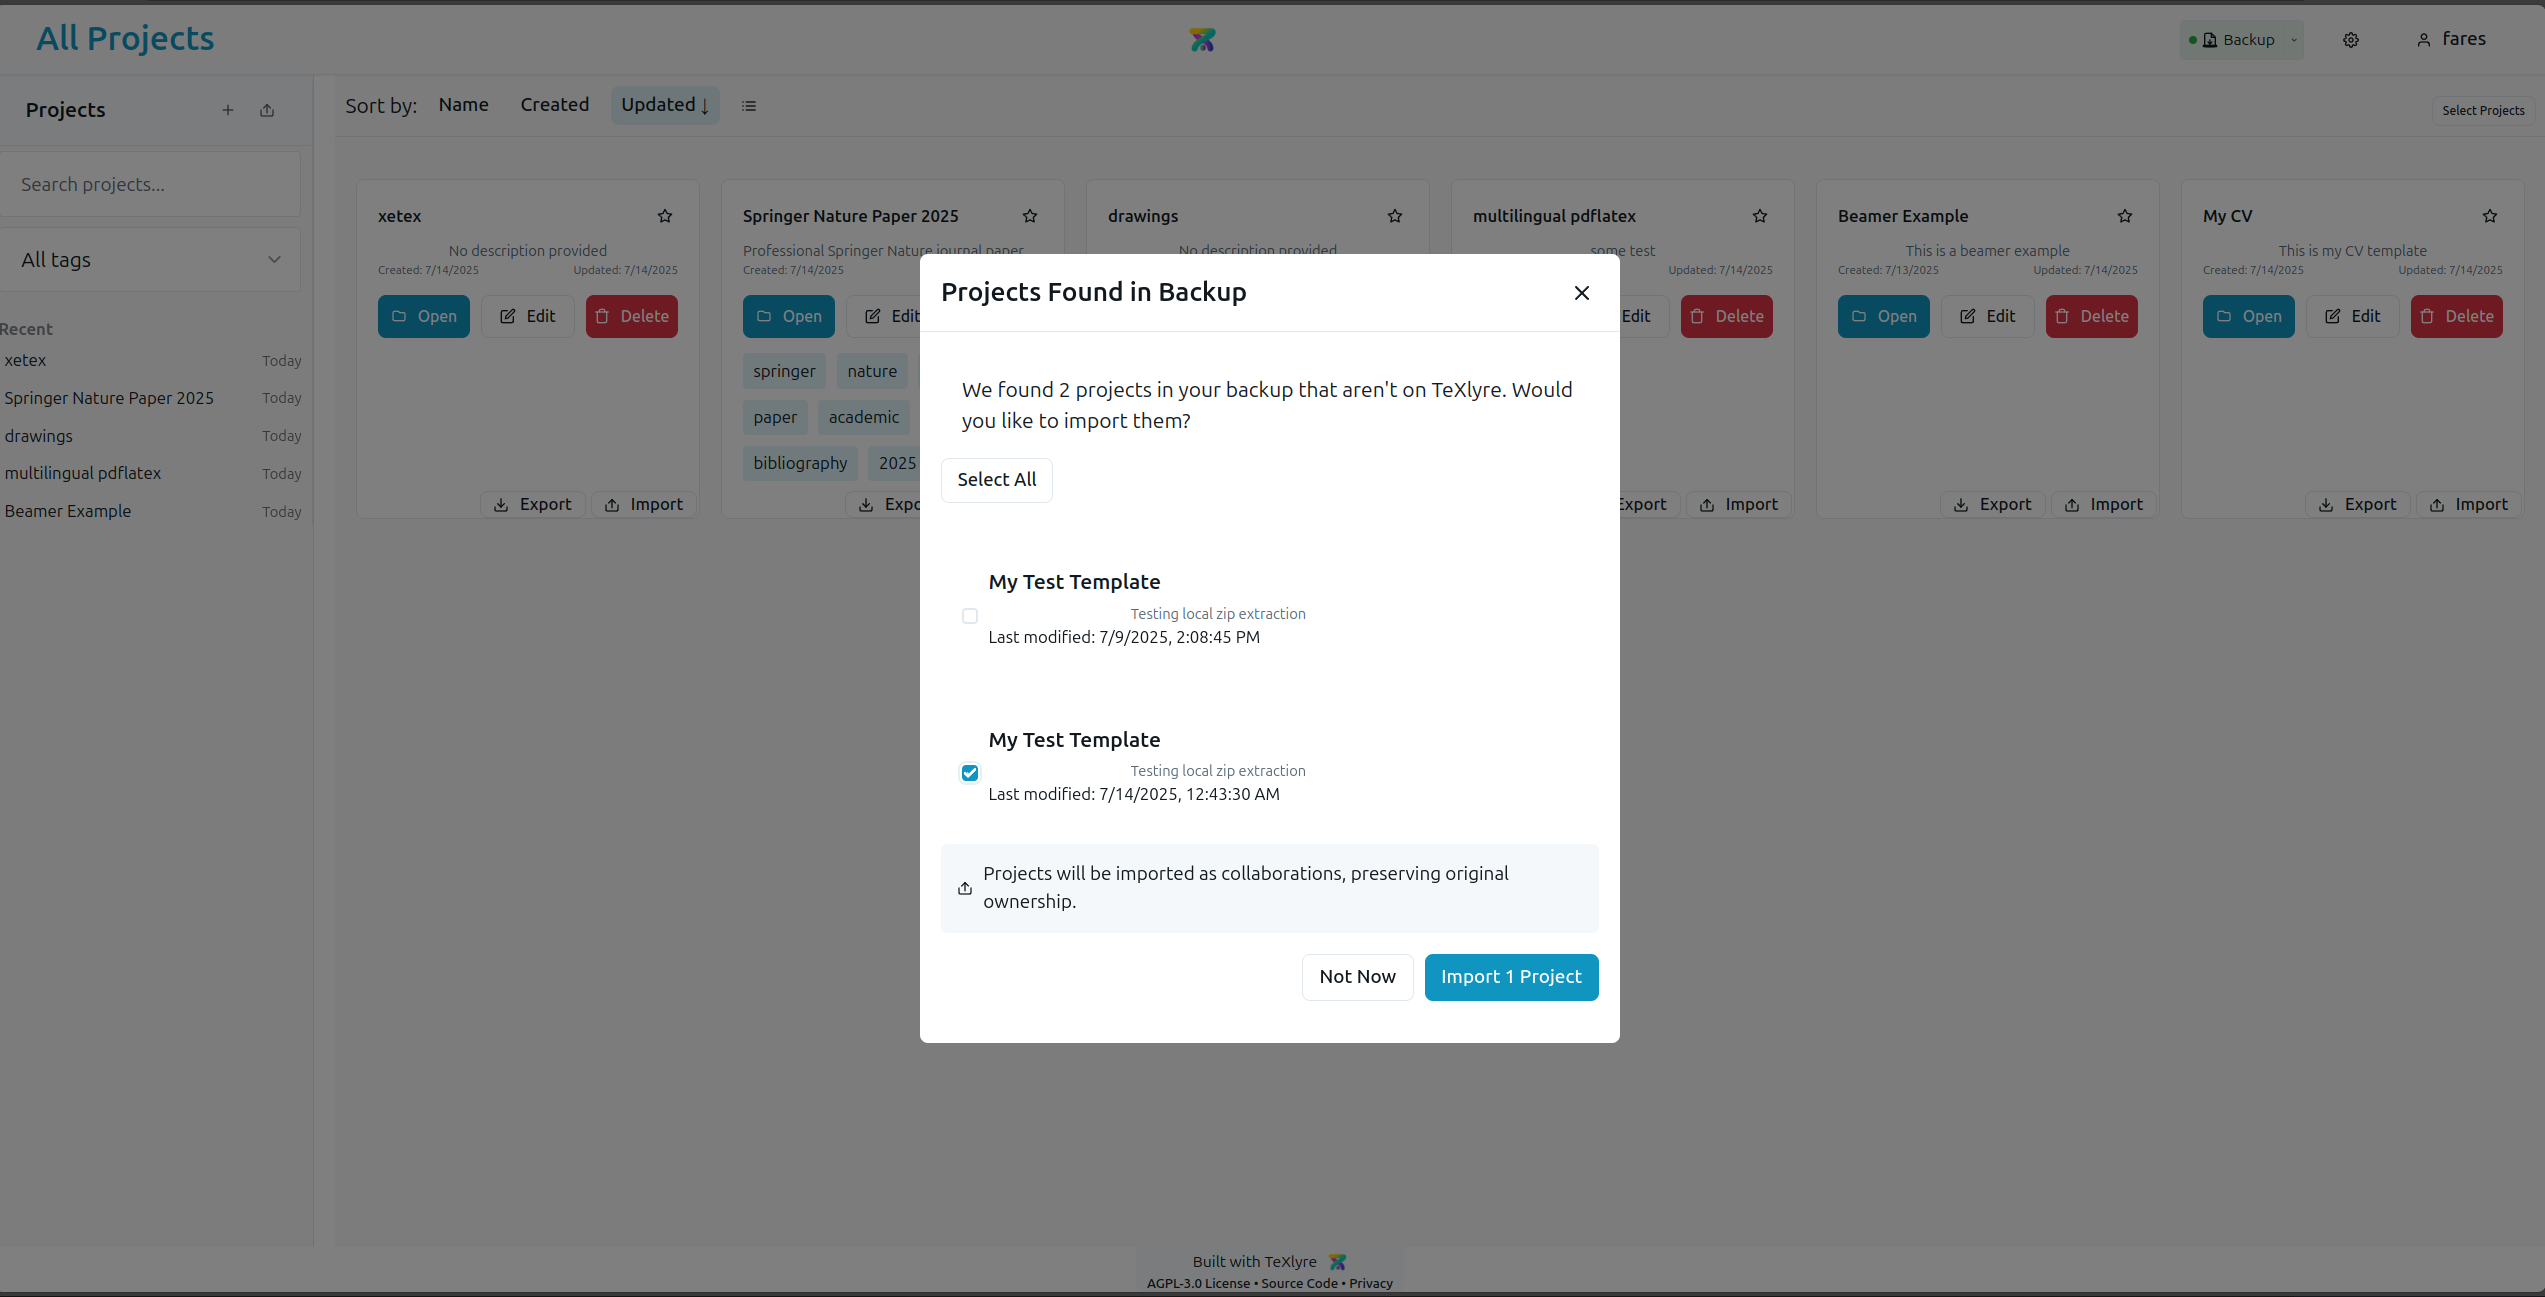 All Projects
Backup
fares
Projects
Sort by: Name Created Updated ↓
Select Projects
Search projects...
All tags
Recent
xetex Today
Springer Nature Paper 2025 Today
drawings Today
multilingual pdflatex Today
Beamer Example Today
xetex
No description provided
Created: 7/14/2025 Updated: 7/14/2025
Open Edit Delete
Export Import
Springer Nature Paper 2025
Professional Springer Nature journal paper
Created: 7/14/2025
Open Edit
springer nature
paper academic
bibliography 2025
Expo
drawings
No description provided
multilingual pdflatex
some test
Updated: 7/14/2025
Edit Delete
Export Import
Beamer Example
This is a beamer example
Created: 7/13/2025 Updated: 7/14/2025
Open Edit Delete
Export Import
My CV
This is my CV template
Created: 7/14/2025 Updated: 7/14/2025
Open Edit Delete
Export Import
Projects Found in Backup
We found 2 projects in your backup that aren't on TeXlyre. Would
you like to import them?
Select All
My Test Template
Testing local zip extraction
Last modified: 7/9/2025, 2:08:45 PM
My Test Template
Testing local zip extraction
Last modified: 7/14/2025, 12:43:30 AM
Projects will be imported as collaborations, preserving original
ownership.
Not Now Import 1 Project
Built with TeXlyre
AGPL-3.0 License • Source Code • Privacy